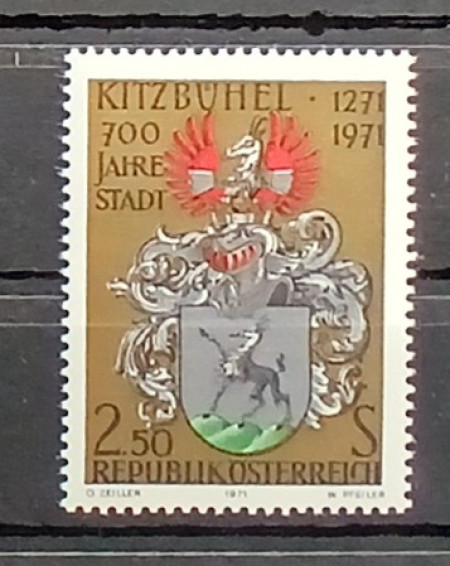 KITZBÜHEL · 1271
700 1971
JAHRE
STADT
2.50 S
REPUBLIK ÖSTERREICH
O. ZEILLER 1971 W. PFEILER